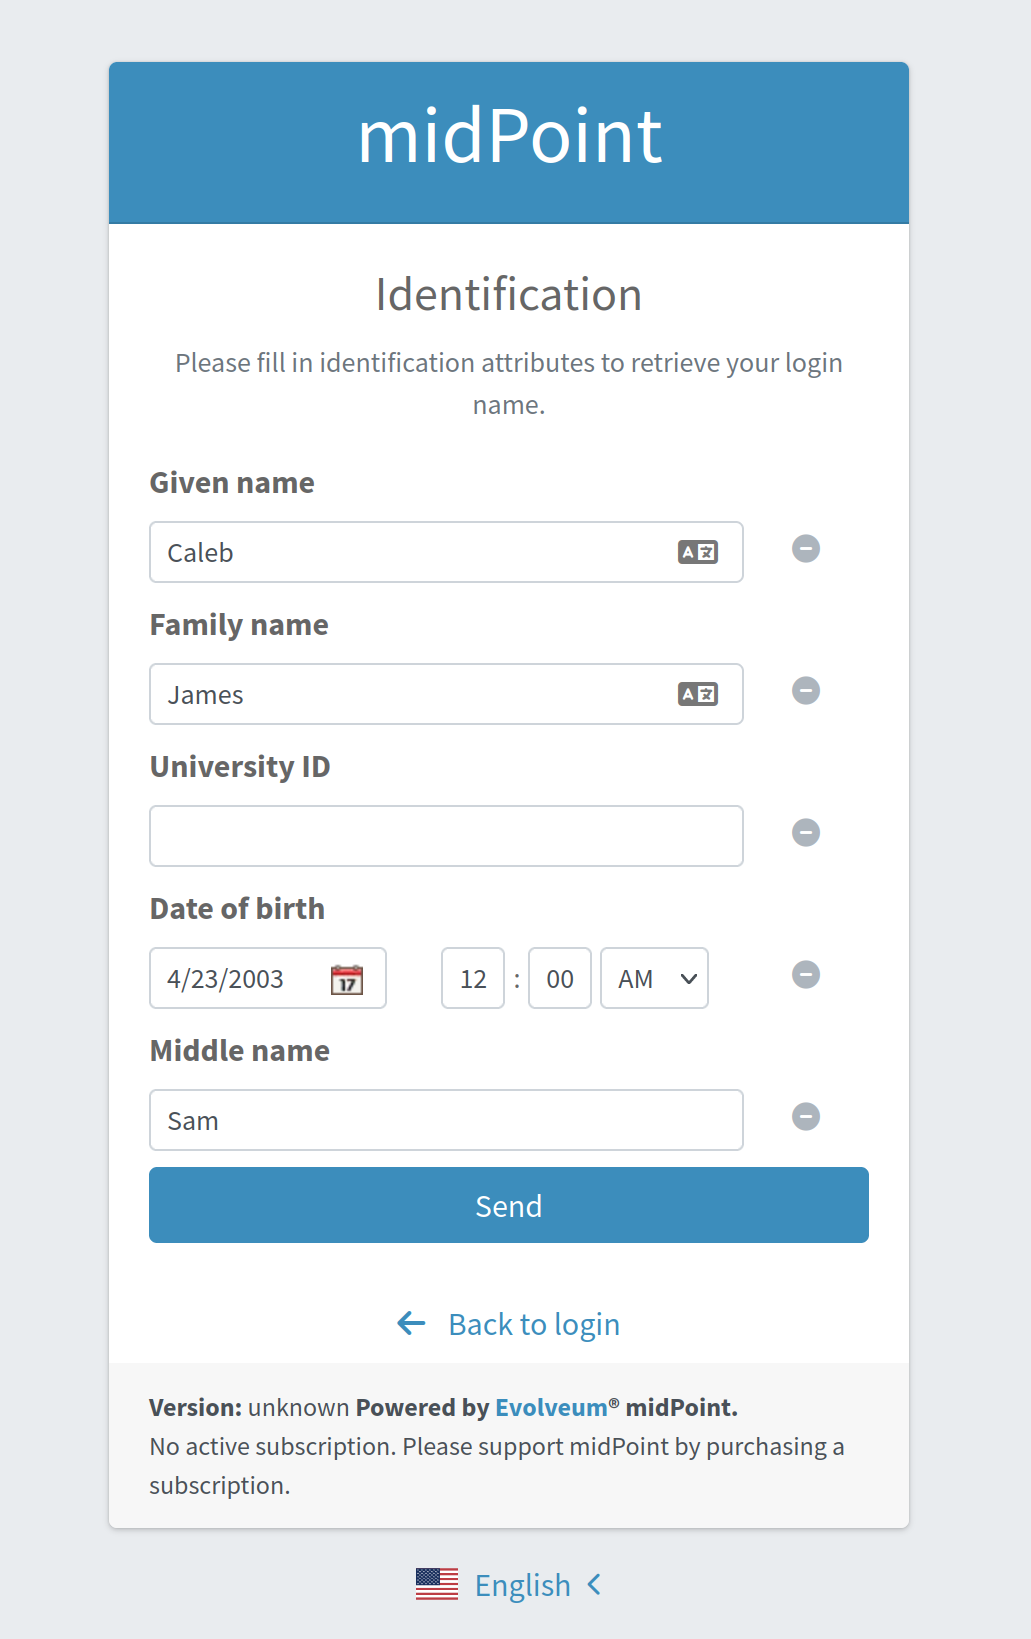 midPoint
Identification
Please fill in identification attributes to retrieve your login
name.
Given name
Caleb
Family name
James
University ID
Date of birth
4/23/2003 17 12 : 00 AM
Middle name
Sam
Send
Back to login
Version: unknown Powered by Evolveum® midPoint.
No active subscription. Please support midPoint by purchasing a
subscription.
English